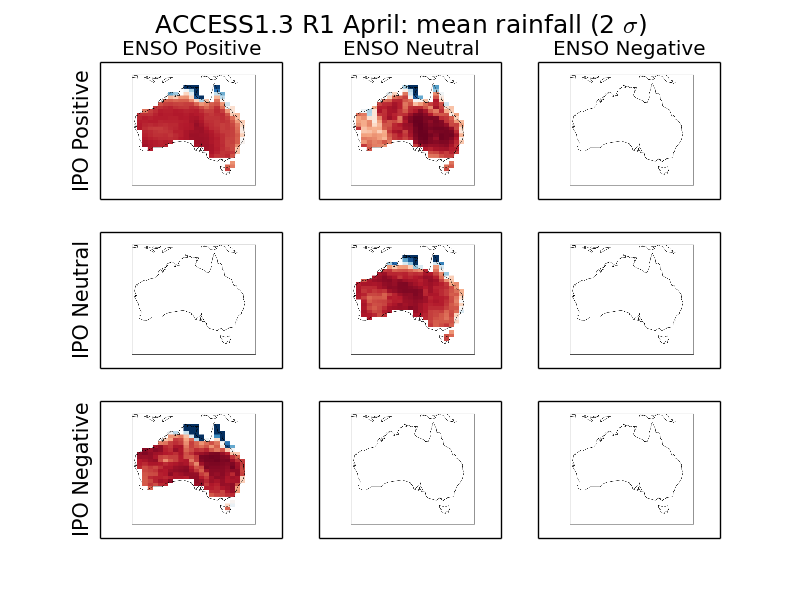 ACCESS1.3 R1 April: mean rainfall (2 σ)
ENSO Positive
ENSO Neutral
ENSO Negative
IPO Positive
IPO Neutral
IPO Negative